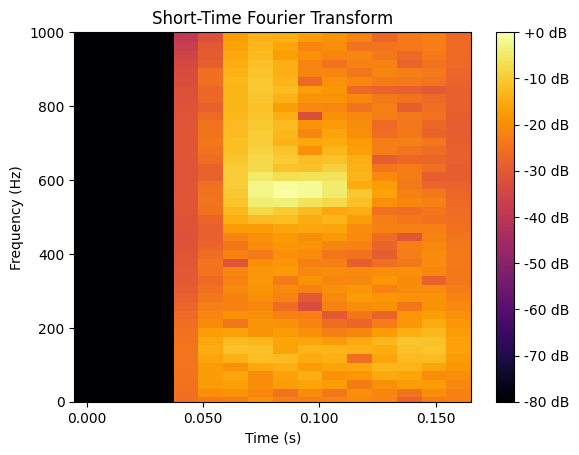 Short-Time Fourier Transform
Frequency (Hz)
1000
800
600
400
200
0
0.000 0.050 0.100 0.150
Time (s)
+0 dB
-10 dB
-20 dB
-30 dB
-40 dB
-50 dB
-60 dB
-70 dB
-80 dB